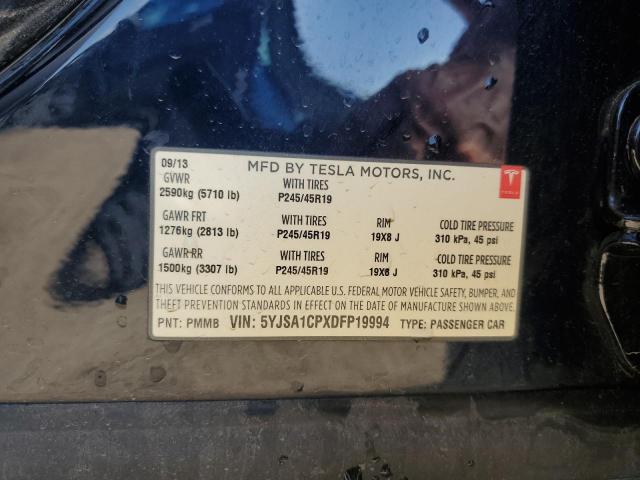 MFD BY TESLA MOTORS, INC.
TESLA
09/13
GVWR WITH TIRES
2590kg (5710 lb) P245/45R19
GAWR FRT WITH TIRES RIM COLD TIRE PRESSURE
1276kg (2813 lb) P245/45R19 19X8 J 310 kPa, 45 psi
GAWR RR WITH TIRES RIM COLD TIRE PRESSURE
1500kg (3307 lb) P245/45R19 19X8 J 310 kPa, 45 psi
THIS VEHICLE CONFORMS TO ALL APPLICABLE U.S. FEDERAL MOTOR VEHICLE SAFETY, BUMPER, AND
THEFT PREVENTION STANDARDS IN EFFECT ON THE DATE OF MANUFACTURE SHOWN ABOVE.
PNT: PMMB VIN: 5YJSA1CPXDFP19994 TYPE: PASSENGER CAR